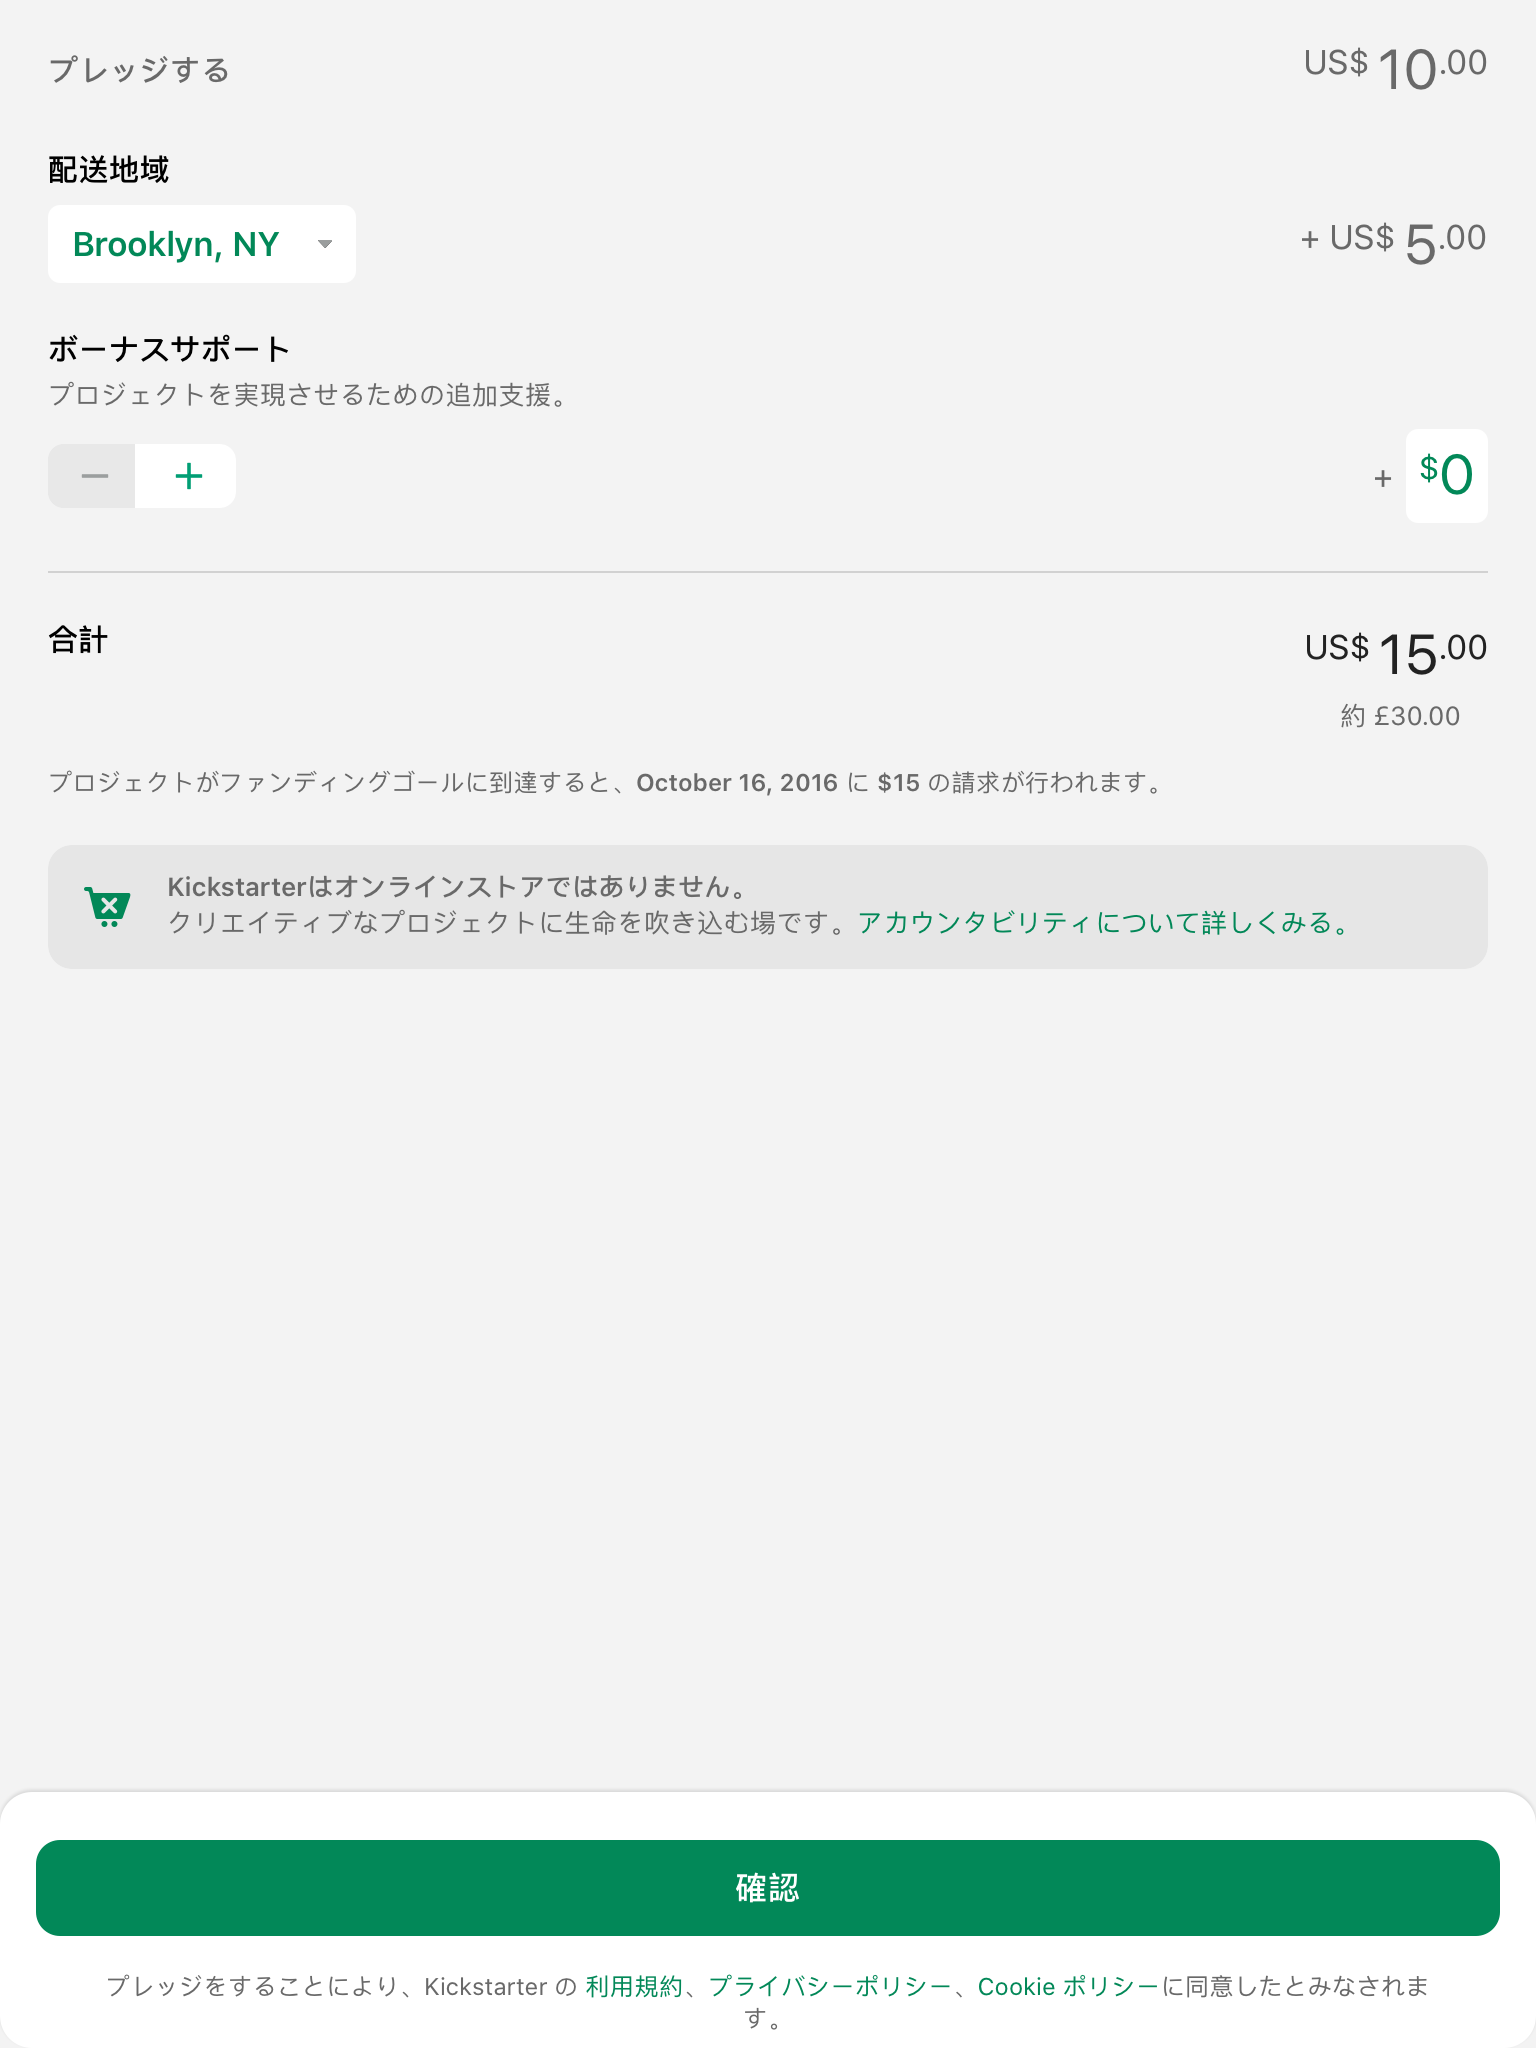 プレッジする
US$ 10.00
配送地域
Brooklyn, NY
+ US$ 5.00
ボーナスサポート
プロジェクトを実現させるための追加支援。
+ $0
合計
US$ 15.00
約 £30.00
プロジェクトがファンディングゴールに到達すると、October 16, 2016 に $15 の請求が行われます。
Kickstarterはオンラインストアではありません。
クリエイティブなプロジェクトに生命を吹き込む場です。アカウンタビリティについて詳しくみる。
確認
プレッジをすることにより、Kickstarter の 利用規約、プライバシーポリシー、Cookie ポリシーに同意したとみなされま
す。